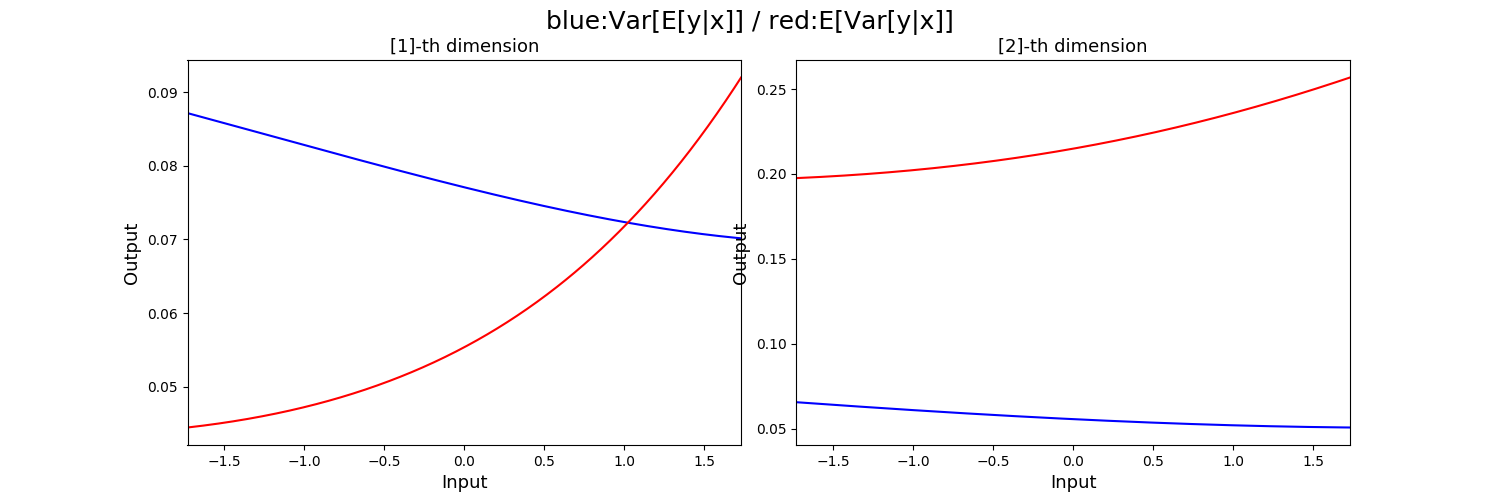 blue:Var[E[y|x]] / red:E[Var[y|x]]
[1]-th dimension
0.09
0.08
0.07
0.06
0.05
Output
−1.5 −1.0 −0.5 0.0 0.5 1.0 1.5
Input
[2]-th dimension
0.25
0.20
0.15
0.10
0.05
Output
−1.5 −1.0 −0.5 0.0 0.5 1.0 1.5
Input